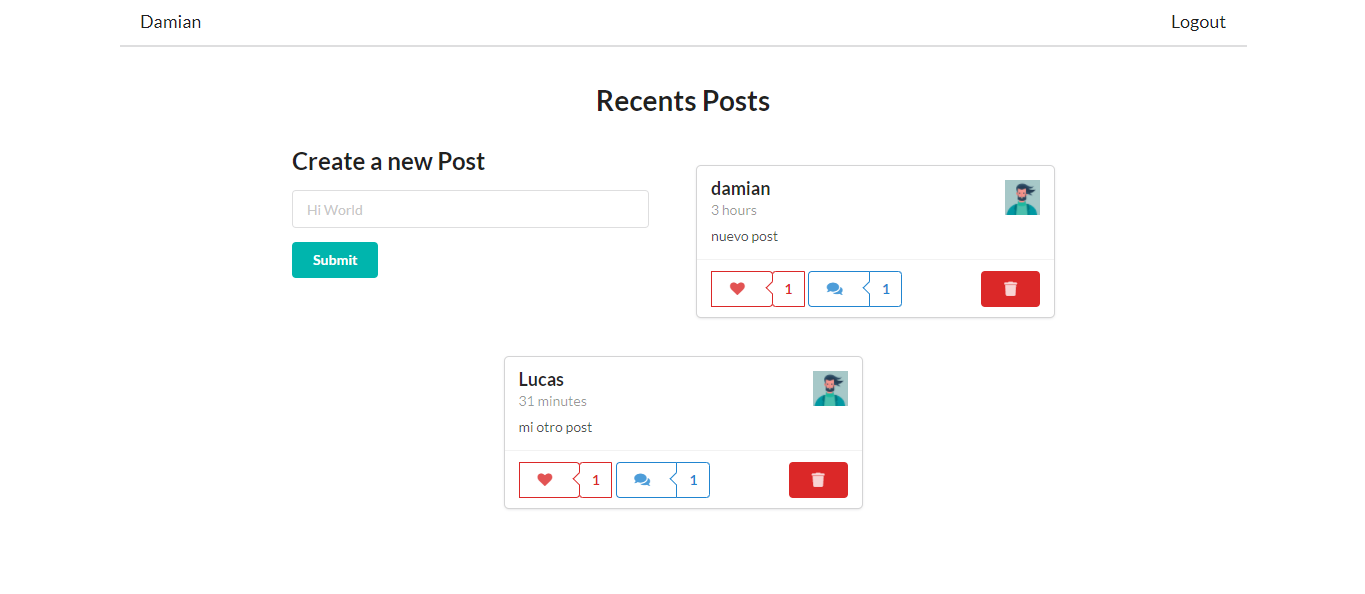 Damian
Logout
Recents Posts
Create a new Post
Hi World
Submit
damian
3 hours
nuevo post
1
1
Lucas
31 minutes
mi otro post
1
1